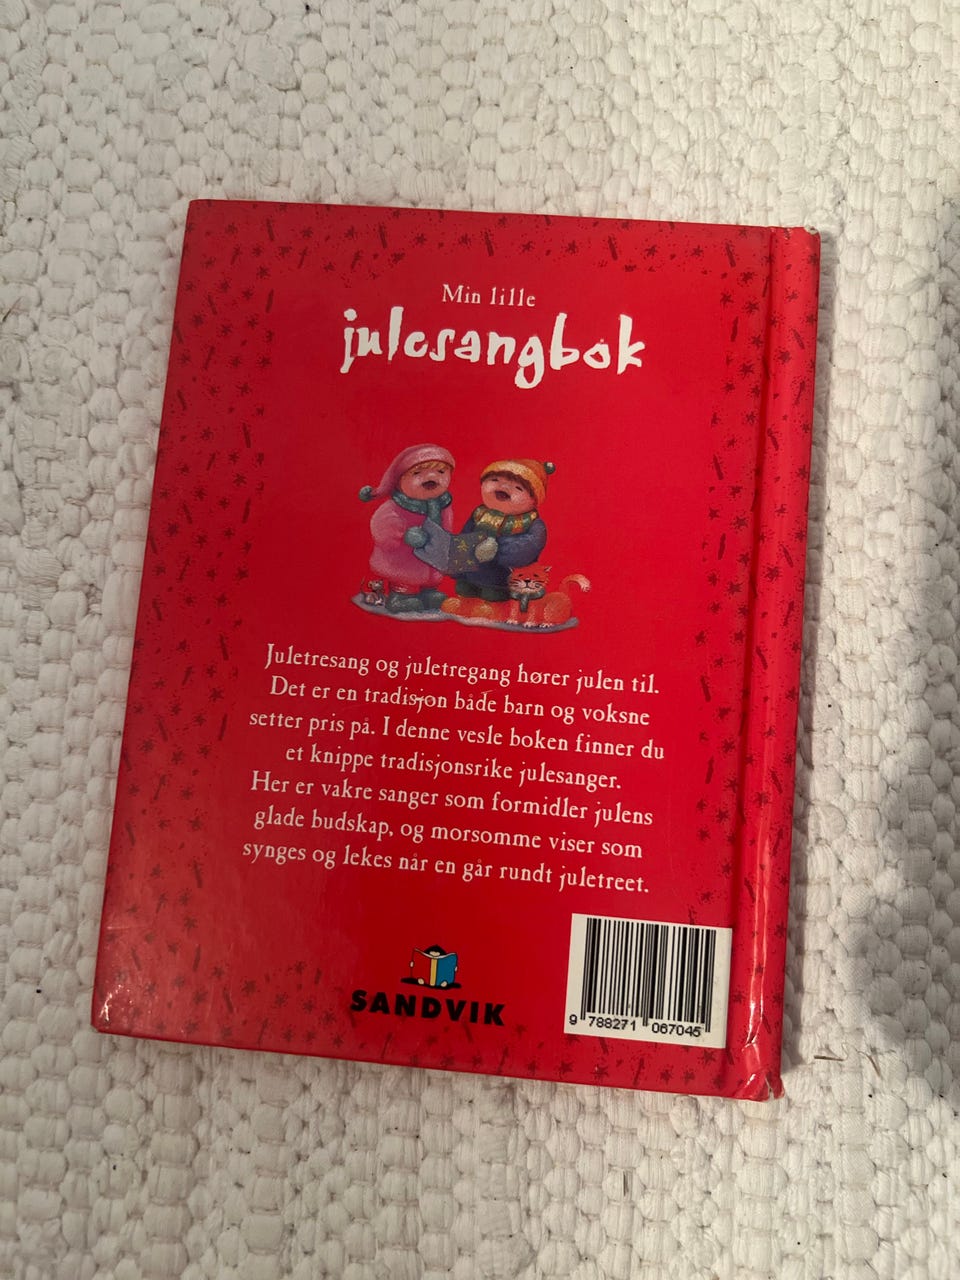 Min lille
julesangbok
Juletresang og juletregang hører julen til.
Det er en tradisjon både barn og voksne
setter pris på. I denne vesle boken finner du
et knippe tradisjonsrike julesanger.
Her er vakre sanger som formidler julens
glade budskap, og morsomme viser som
synges og lekes når en går rundt juletreet.
SANDVIK
9 788271 067045